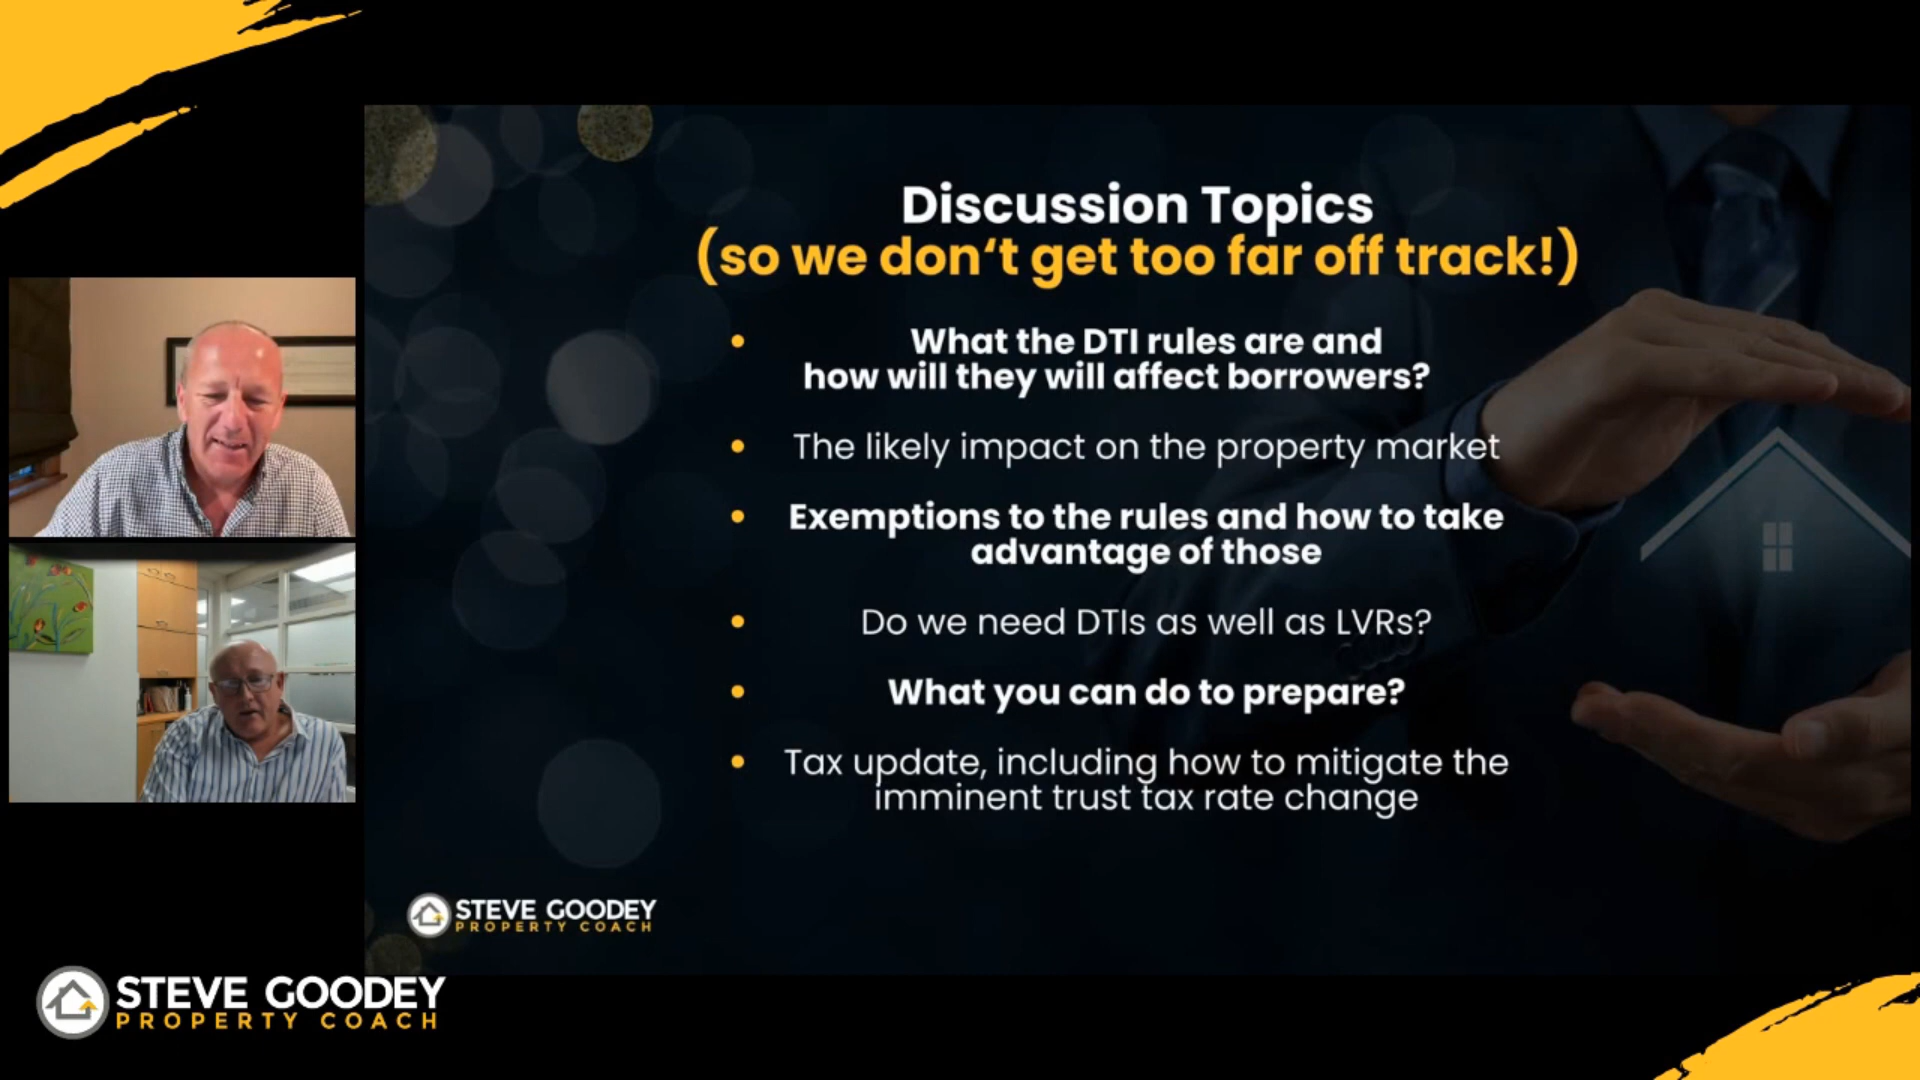 Discussion Topics
(so we don‘t get too far off track!)
• What the DTI rules are and
how will they will affect borrowers?
• The likely impact on the property market
• Exemptions to the rules and how to take
advantage of those
• Do we need DTIs as well as LVRs?
• What you can do to prepare?
• Tax update, including how to mitigate the
imminent trust tax rate change
STEVE GOODEY
PROPERTY COACH
STEVE GOODEY
PROPERTY COACH